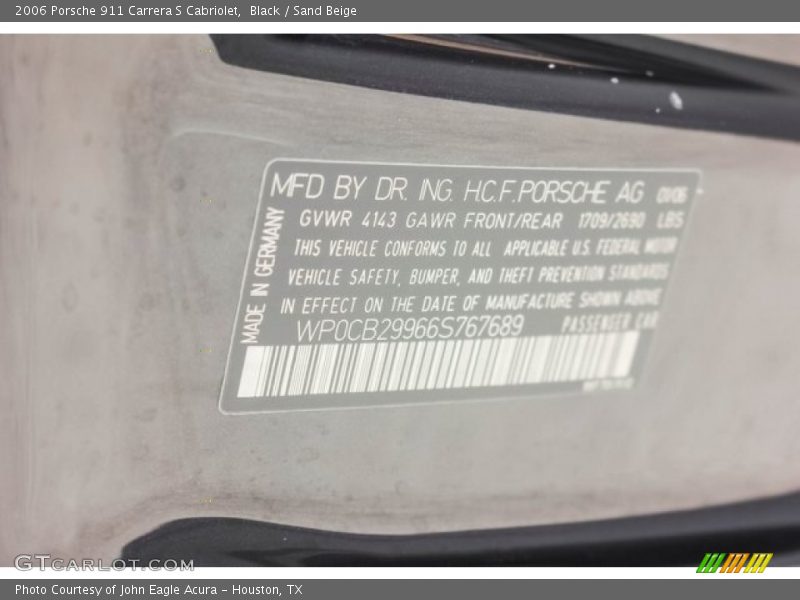 2006 Porsche 911 Carrera S Cabriolet,  Black / Sand Beige
MFD BY DR. ING. H.C.F. PORSCHE AG 01/06
GVWR 4143 GAWR FRONT/REAR 1709/2690 LBS
THIS VEHICLE CONFORMS TO ALL APPLICABLE U.S. FEDERAL MOTOR
VEHICLE SAFETY, BUMPER, AND THEFT PREVENTION STANDARDS
IN EFFECT ON THE DATE OF MANUFACTURE SHOWN ABOVE
WP0CB29966S767689 PASSENGER CAR
MADE IN GERMANY
GTCARLOT.COM
Photo Courtesy of John Eagle Acura - Houston, TX